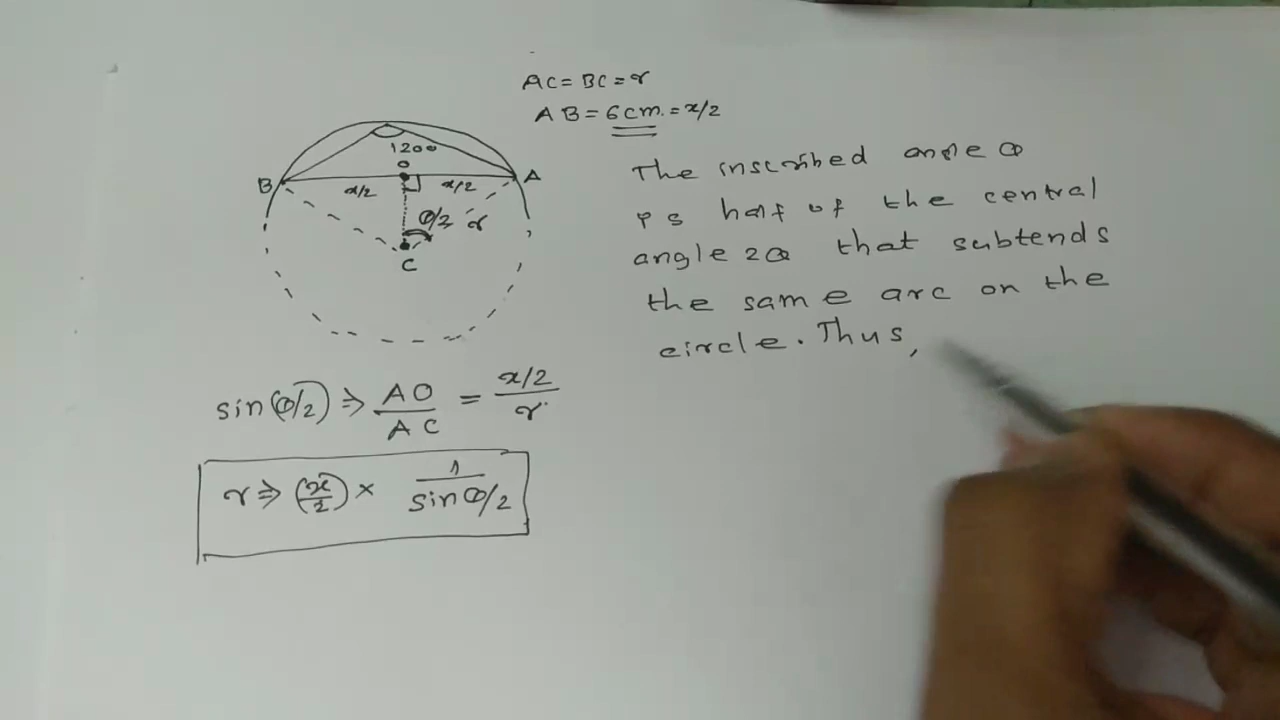 AC = BC = r
AB = 6cm. = x/2
120°
O
B
x/2
x/2
A
θ/2
r
C
The inscribed angle θ
is half of the central
angle 2θ that subtends
the same arc on the
circle. Thus,
sin(θ/2) ⇒ AO/AC = x/2/r
r ⇒ (x/2) × 1/sin θ/2